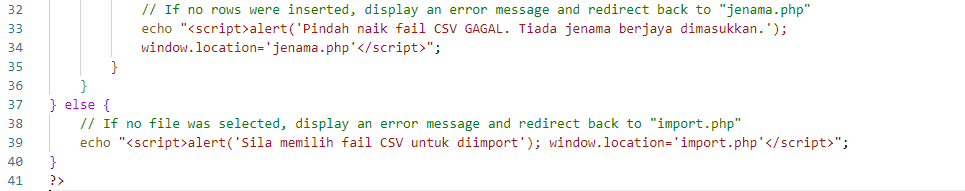 32 // If no rows were inserted, display an error message and redirect back to "jenama.php"
33 echo "<script>alert('Pindah naik fail CSV GAGAL. Tiada jenama berjaya dimasukkan.');
34 window.location='jenama.php'</script>";
35 }
36 }
37 } else {
38 // If no file was selected, display an error message and redirect back to "import.php"
39 echo "<script>alert('Sila memilih fail CSV untuk diimport'); window.location='import.php'</script>";
40 }
41 ?>